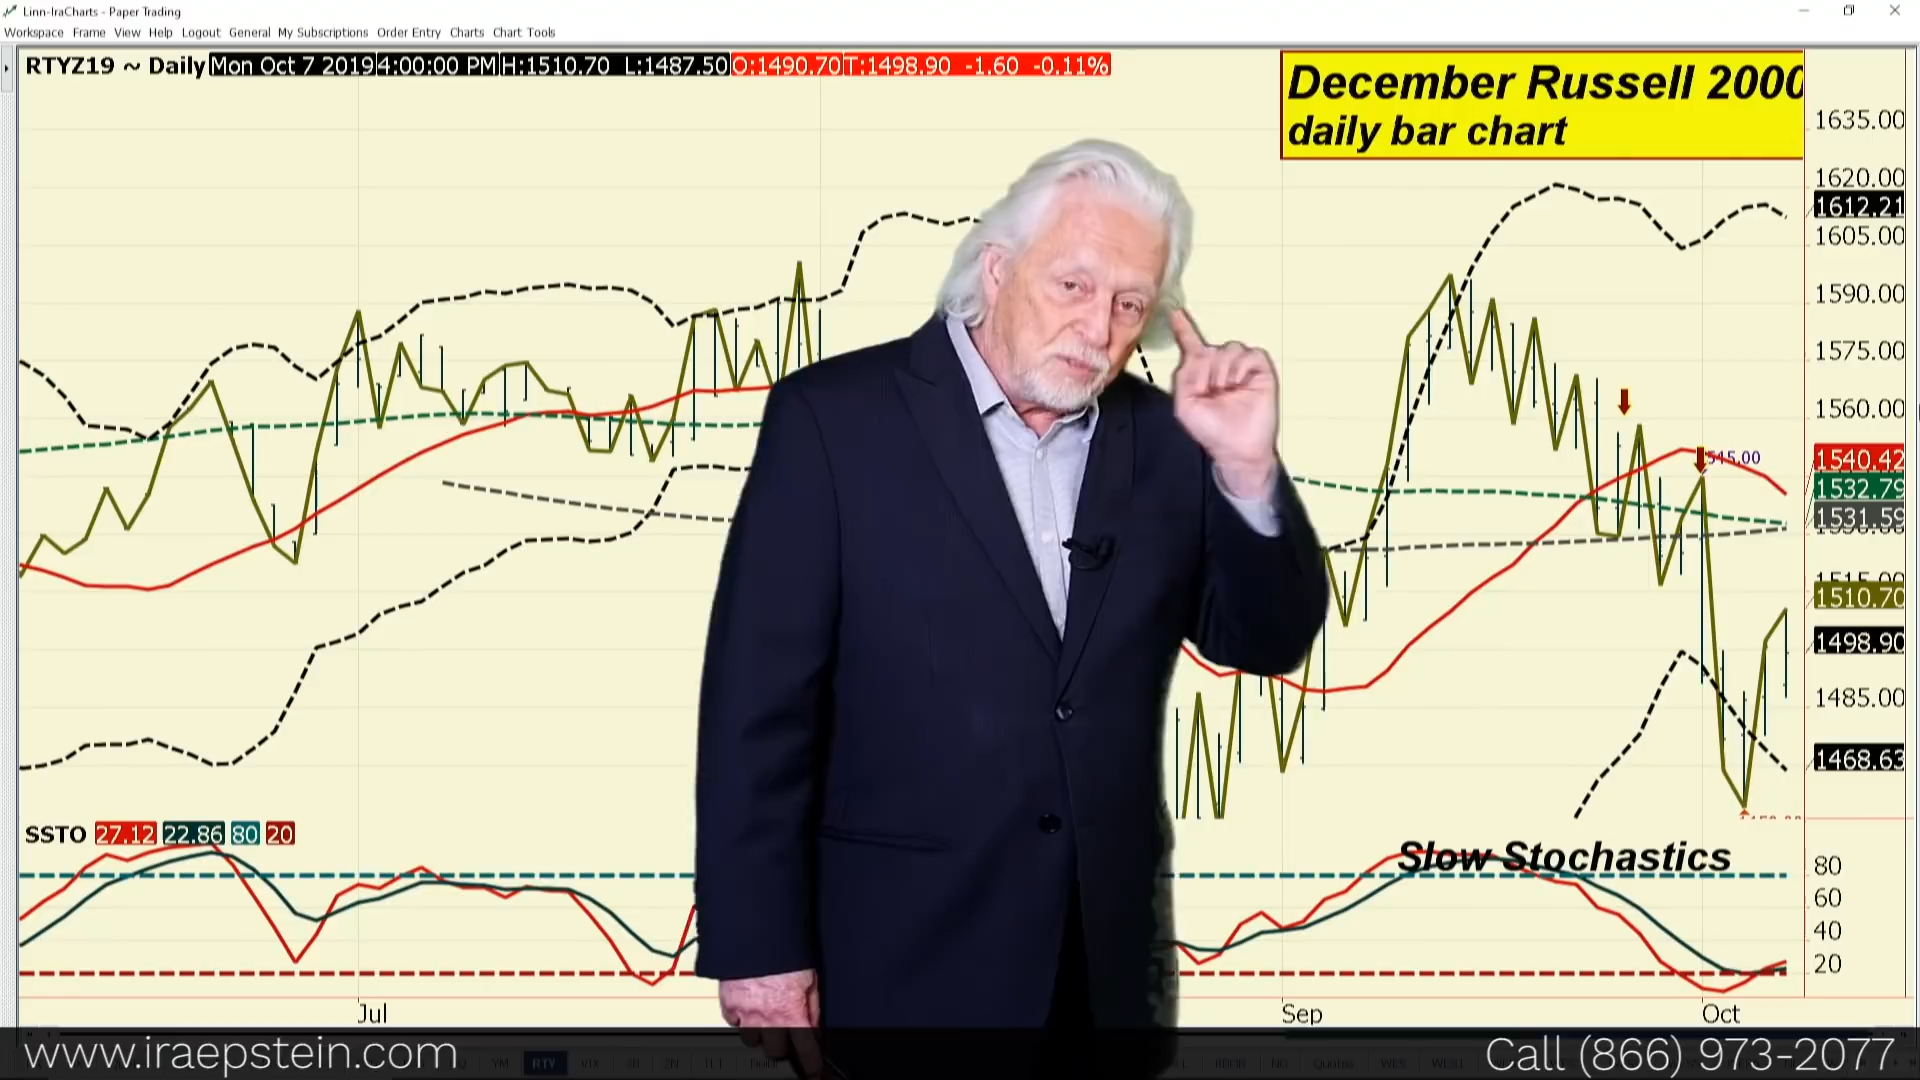 Linn-IraCharts - Paper Trading
Workspace Frame View Help Logout General My Subscriptions Order Entry Charts Chart Tools
RTYZ19 ~ Daily Mon Oct 7 2019 4:00:00 PM H:1510.70 L:1487.50 O:1490.70 T:1498.90 -1.60 -0.11%
December Russell 2000
daily bar chart
1635.00
1620.00
1612.21
1605.00
1590.00
1575.00
1560.00
1540.42
1532.79
1531.59
1515.00
1510.70
1498.90
1485.00
1468.63
SSTO 27.12 22.86 80 20
Slow Stochastics
80
60
40
20
Jul
Sep
Oct
www.iraepstein.com
YM RTY VIX
Call (866) 973-2077